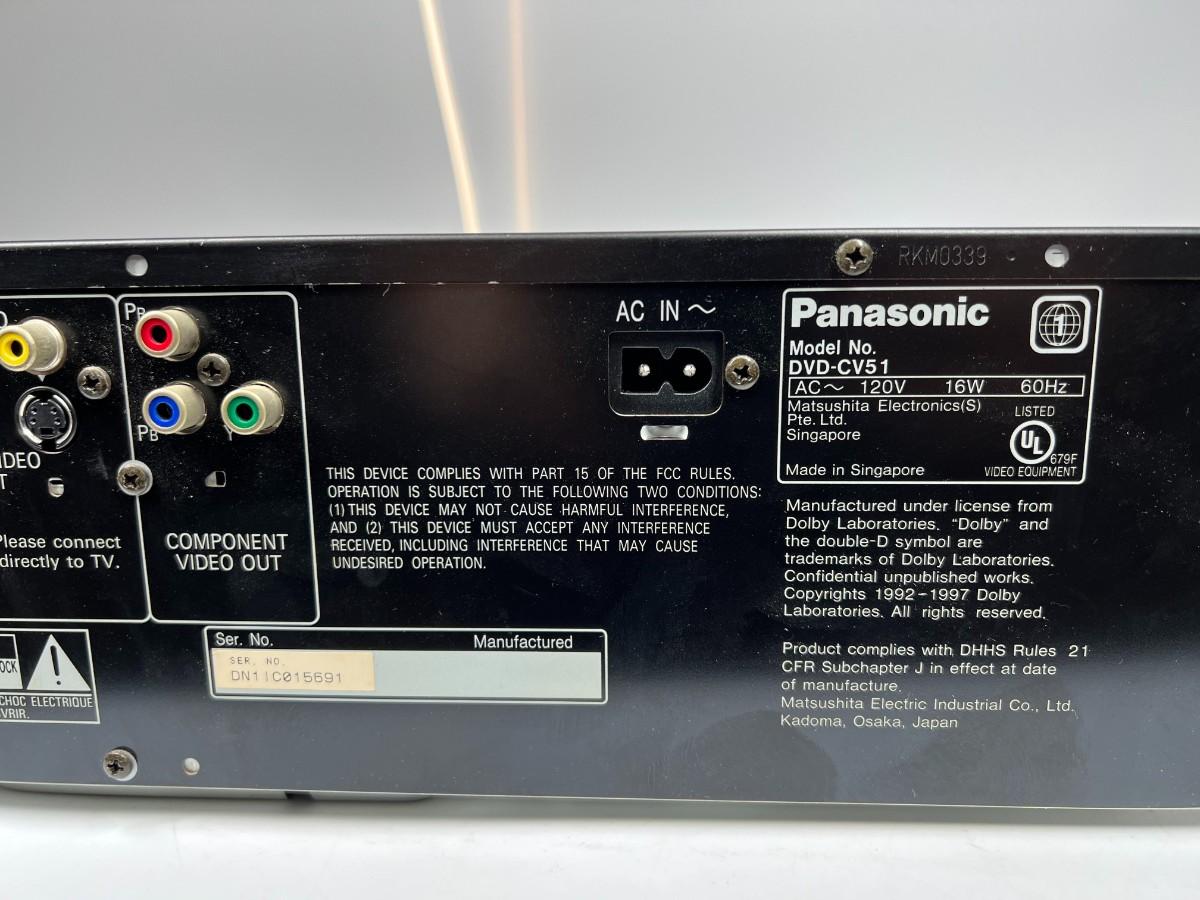 RKM0339
AC IN ~
Panasonic
1
Model No.
DVD-CV51
AC~ 120V 16W 60Hz
Matsushita Electronics(S)
Pte. Ltd.
Singapore
LISTED
UL
679F
Made in Singapore
VIDEO EQUIPMENT
PB
Y
COMPONENT
VIDEO OUT
Please connect
directly to TV.
THIS DEVICE COMPLIES WITH PART 15 OF THE FCC RULES.
OPERATION IS SUBJECT TO THE FOLLOWING TWO CONDITIONS:
(1) THIS DEVICE MAY NOT CAUSE HARMFUL INTERFERENCE,
AND (2) THIS DEVICE MUST ACCEPT ANY INTERFERENCE
RECEIVED, INCLUDING INTERFERENCE THAT MAY CAUSE
UNDESIRED OPERATION.
Manufactured under license from
Dolby Laboratories. "Dolby" and
the double-D symbol are
trademarks of Dolby Laboratories.
Confidential unpublished works.
Copyrights 1992-1997 Dolby
Laboratories. All rights reserved.
Product complies with DHHS Rules 21
CFR Subchapter J in effect at date
of manufacture.
Matsushita Electric Industrial Co., Ltd.
Kadoma, Osaka, Japan
Ser. No. Manufactured
SER. NO.
DN1IC015691
CHOC ELECTRIQUE